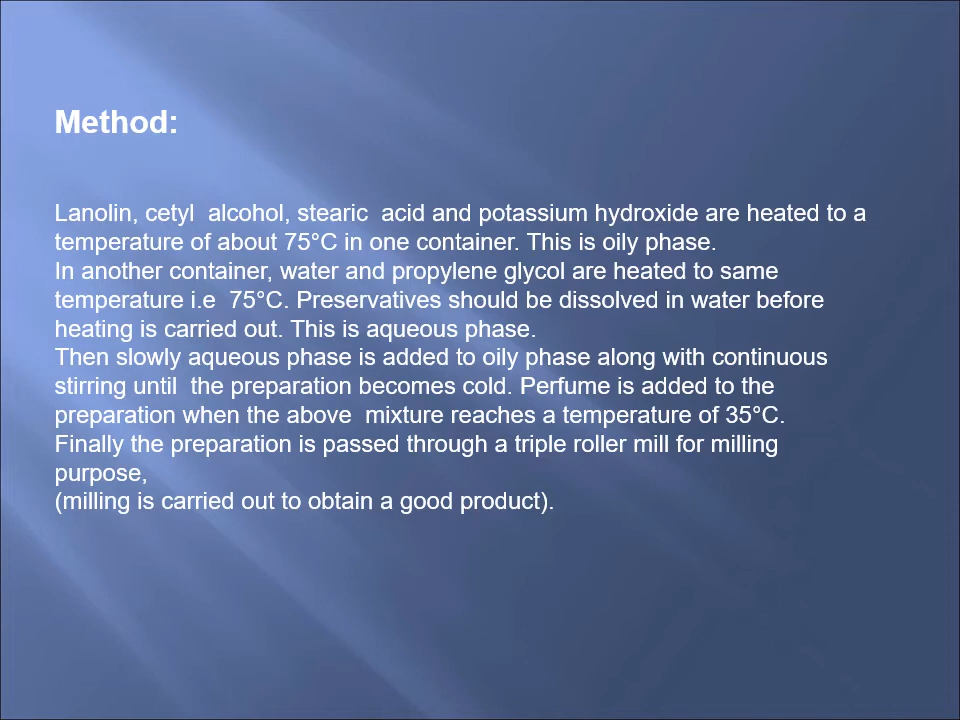 Method:
Lanolin, cetyl  alcohol, stearic  acid and potassium hydroxide are heated to a
temperature of about 75°C in one container. This is oily phase.
In another container, water and propylene glycol are heated to same
temperature i.e  75°C. Preservatives should be dissolved in water before
heating is carried out. This is aqueous phase.
Then slowly aqueous phase is added to oily phase along with continuous
stirring until  the preparation becomes cold. Perfume is added to the
preparation when the above  mixture reaches a temperature of 35°C.
Finally the preparation is passed through a triple roller mill for milling
purpose,
(milling is carried out to obtain a good product).